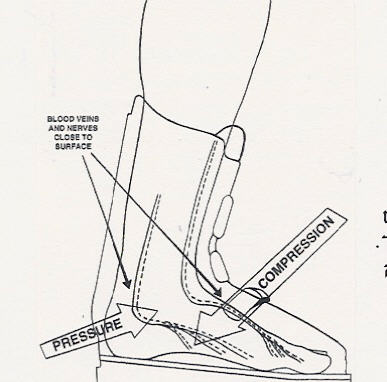 BLOOD VEINS
AND NERVES
CLOSE TO
SURFACE
COMPRESSION
PRESSURE